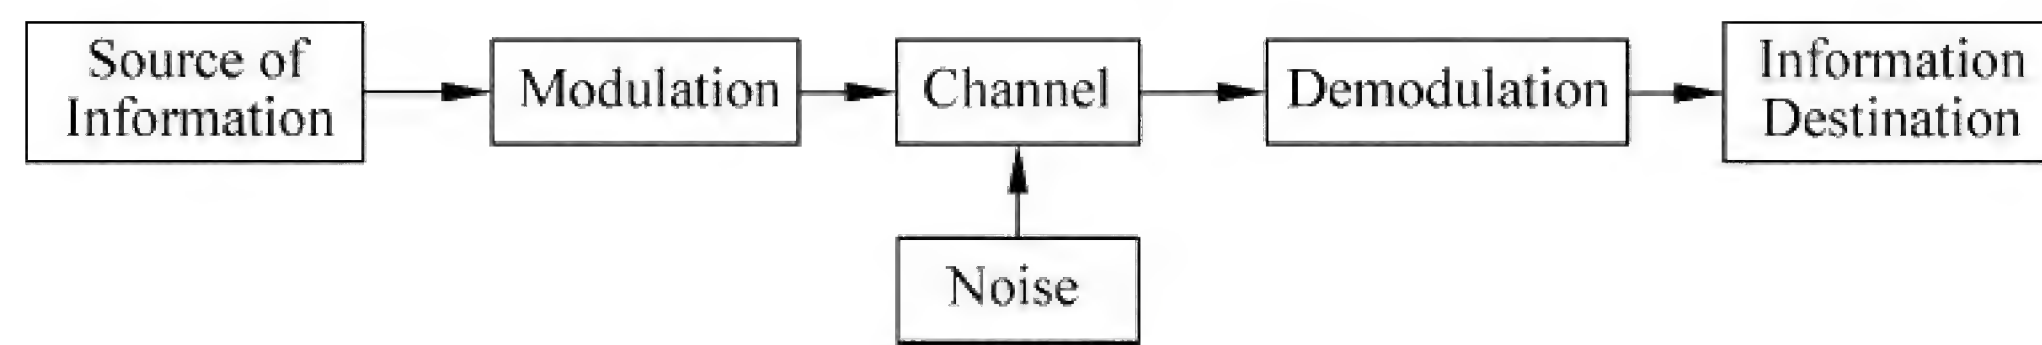 Source of
Information
Modulation
Channel
Demodulation
Information
Destination
Noise